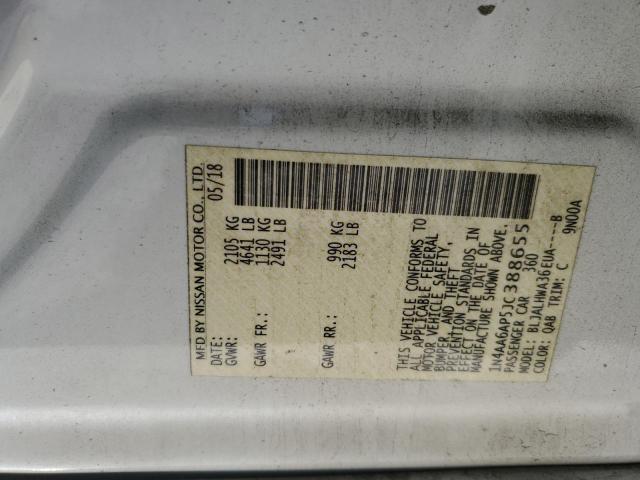 MFD BY NISSAN MOTOR CO., LTD.
DATE: 05/18
GVWR: 2105 KG
4641 LB
GAWR FR.: 1130 KG
2491 LB
GAWR RR.: 990 KG
2183 LB
THIS VEHICLE CONFORMS TO
ALL APPLICABLE FEDERAL
MOTOR VEHICLE SAFETY,
BUMPER, AND THEFT
PREVENTION STANDARDS IN
EFFECT ON THE DATE OF
MANUFACTURE SHOWN ABOVE.
1N4AA6AP5JC388655
PASSENGER CAR 360
MODEL: BLJALHWA36EUA----B
COLOR: QAB TRIM: C 9N00A